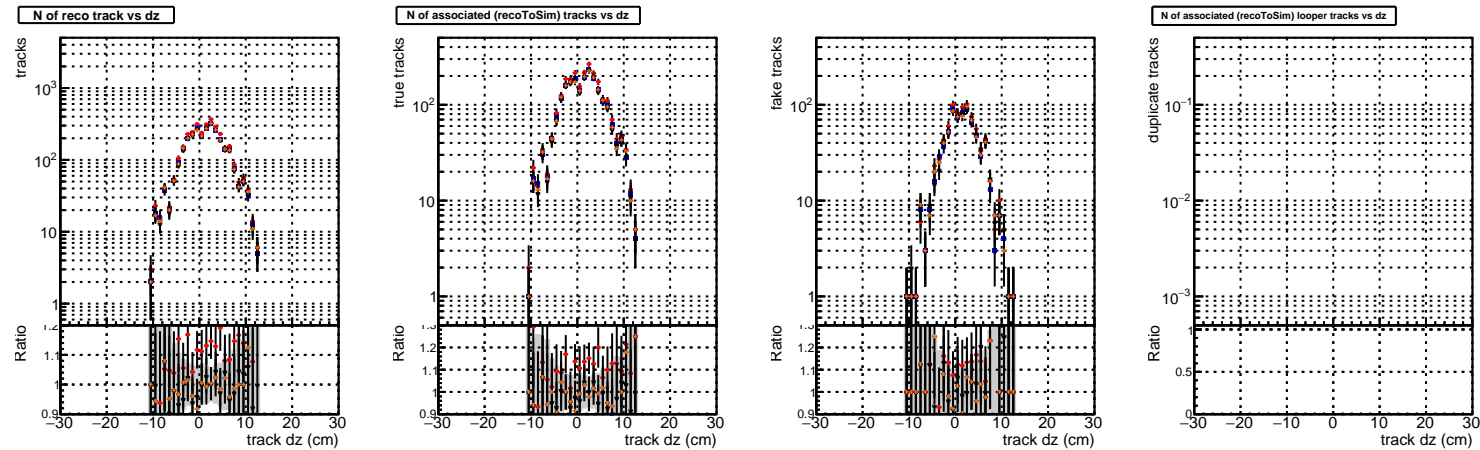 N of reco track vs dz
tracks
10³
10²
10
1
Ratio
1.2
1.1
1
0.9
−30 −20 −10 0 10 20 30
track dz (cm)
N of associated (recoToSim) tracks vs dz
true tracks
10²
10
1
Ratio
1.3
1.2
1.1
1
0.9
−30 −20 −10 0 10 20 30
track dz (cm)
fake tracks
10²
10
1
Ratio
1.3
1.2
1.1
1
0.9
−30 −20 −10 0 10 20 30
track dz (cm)
N of associated (recoToSim) looper tracks vs dz
duplicate tracks
10⁻¹
10⁻²
10⁻³
Ratio
1
0.5
0
−30 −20 −10 0 10 20 30
track dz (cm)